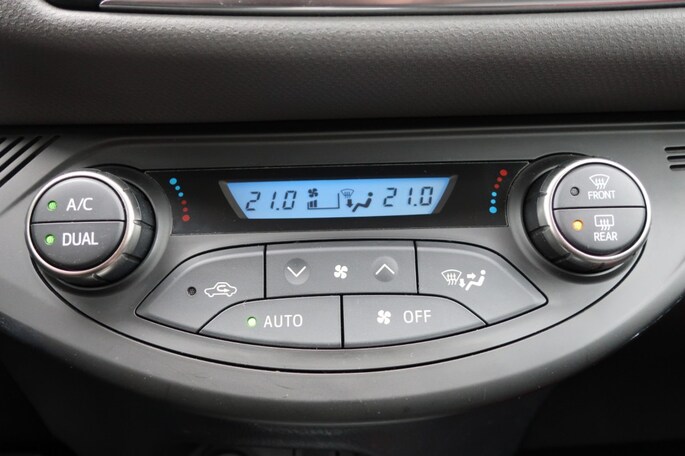 A/C
DUAL
21.0 21.0
FRONT
REAR
AUTO
OFF